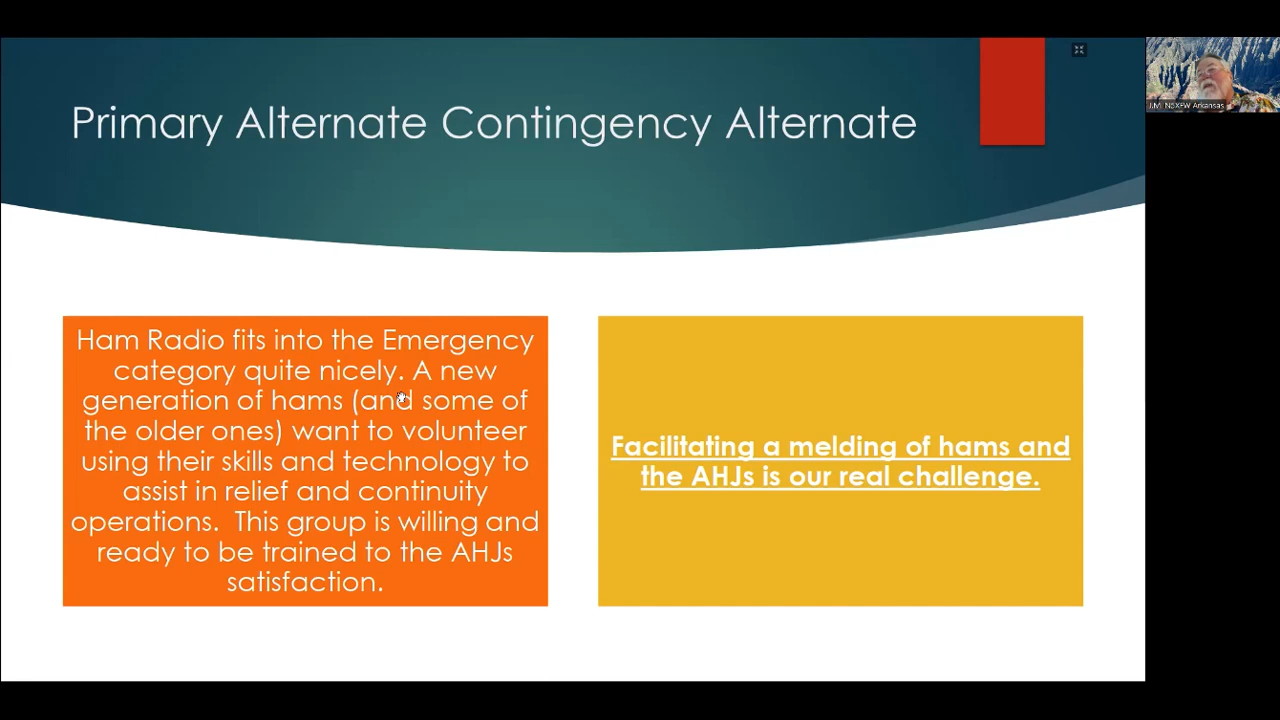 Primary Alternate Contingency Alternate
Ham Radio fits into the Emergency
category quite nicely. A new
generation of hams (and some of
the older ones) want to volunteer
using their skills and technology to
assist in relief and continuity
operations.  This group is willing and
ready to be trained to the AHJs
satisfaction.
Facilitating a melding of hams and
the AHJs is our real challenge.
Arkansas